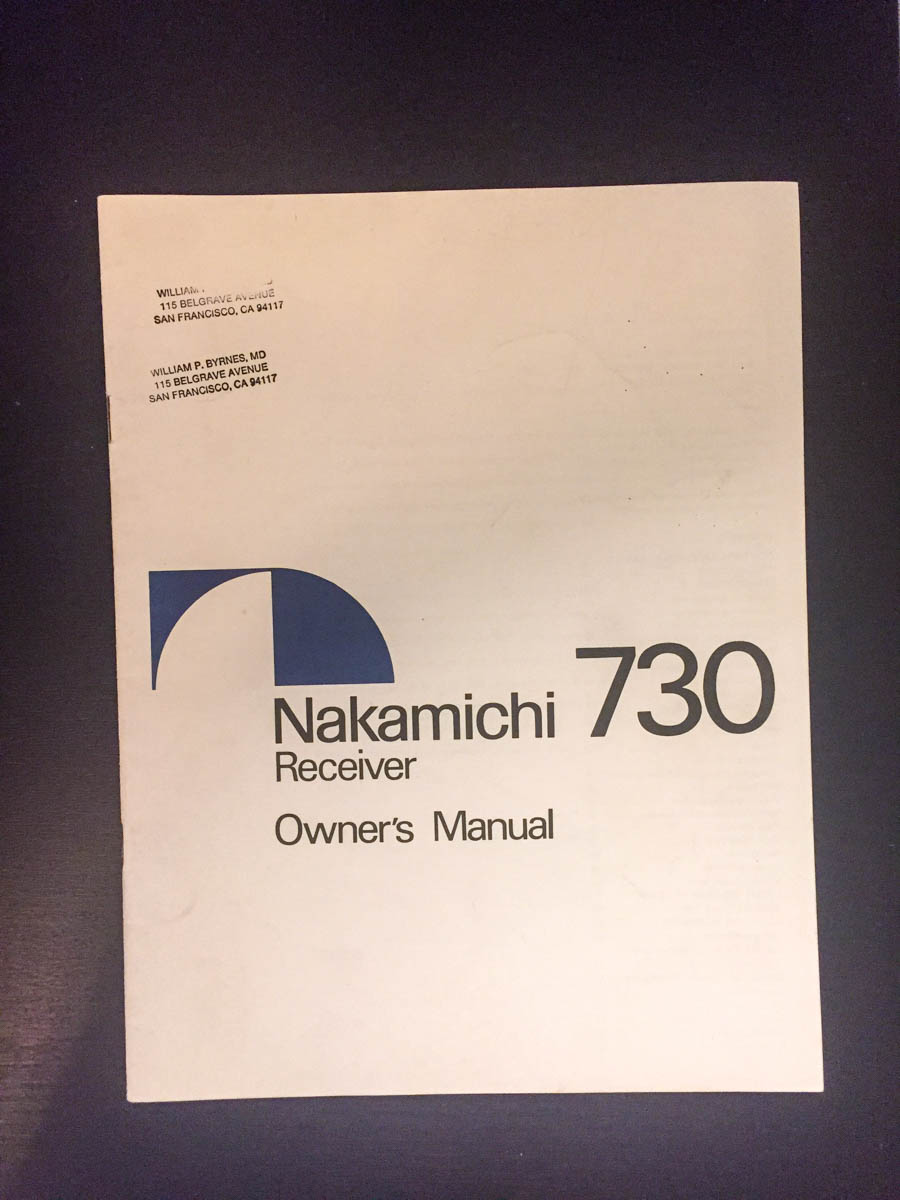 WILLIAM
115 BELGRAVE AVENUE
SAN FRANCISCO, CA 94117
WILLIAM P. BYRNES, MD
115 BELGRAVE AVENUE
SAN FRANCISCO, CA 94117
Nakamichi 730
Receiver
Owner's Manual